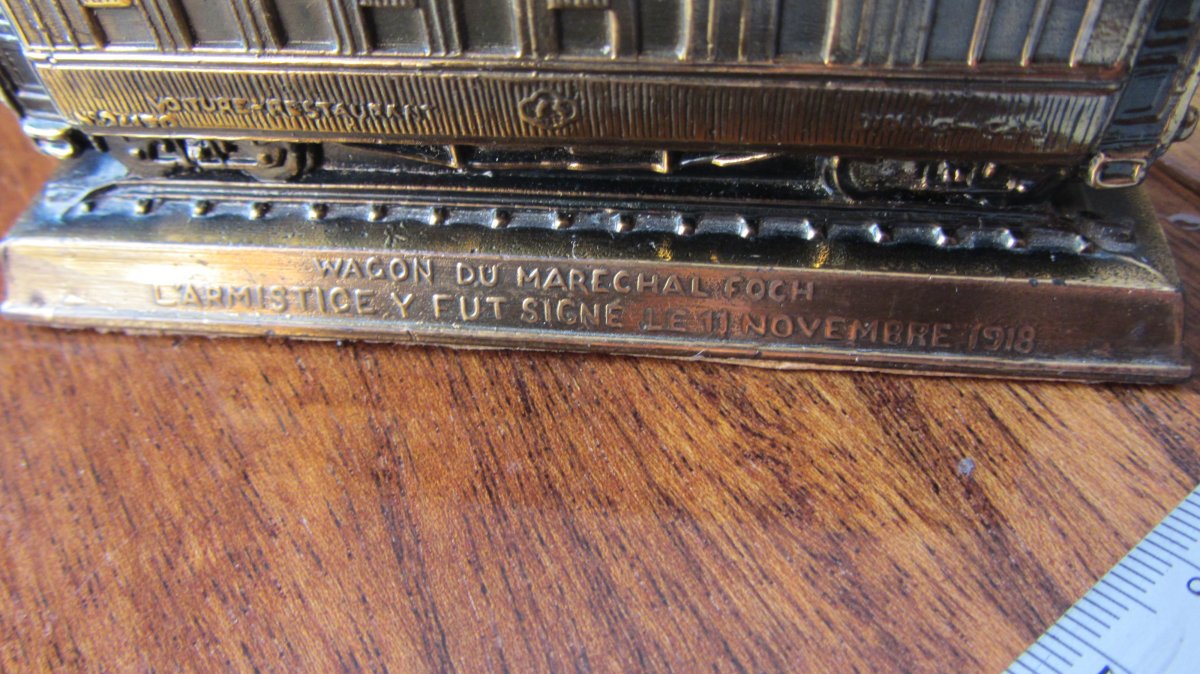 VOITURE-RESTAURANT
WAGON DU MARECHAL FOCH
L'ARMISTICE Y FUT SIGNÉ LE 11 NOVEMBRE 1918